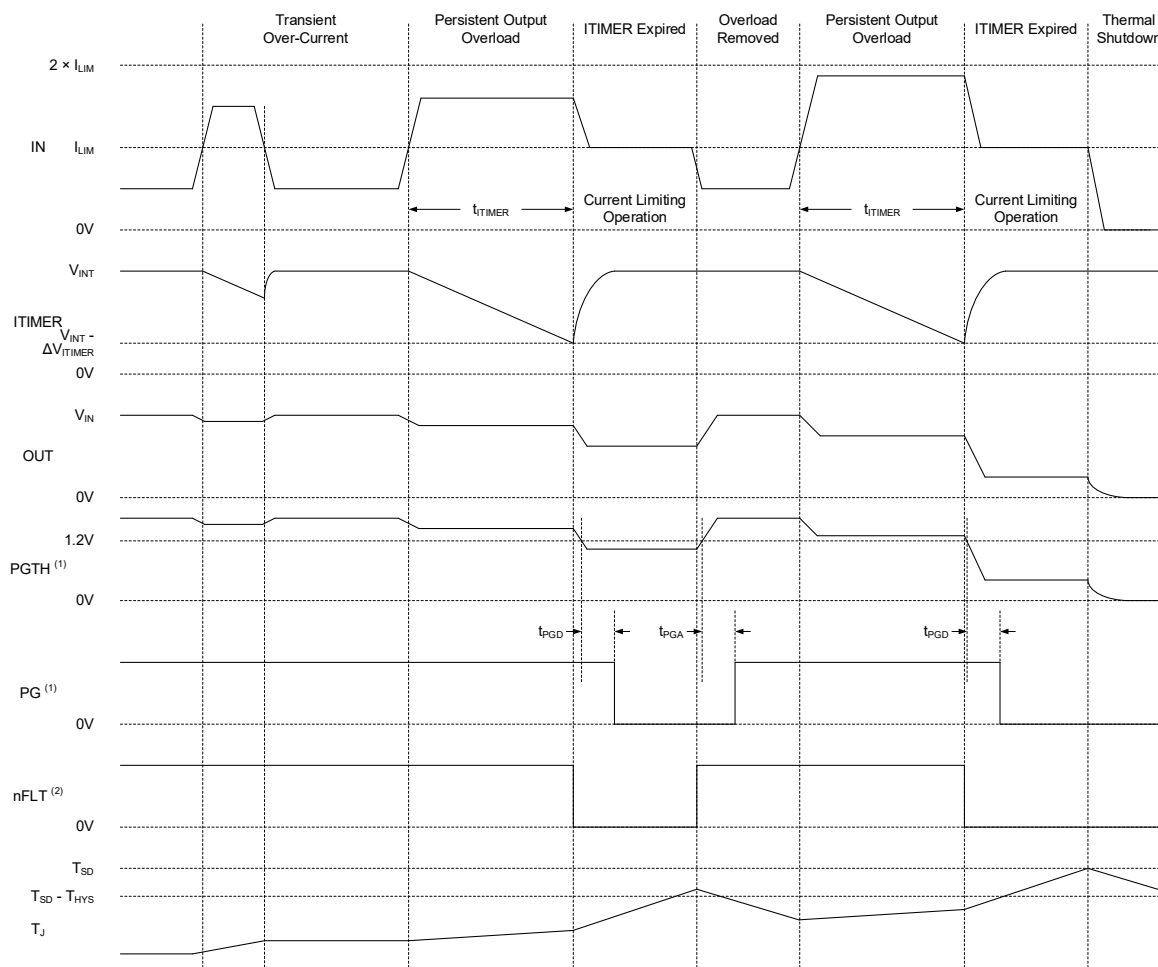 Transient
Over-Current
Persistent Output
Overload
ITIMER Expired
Overload
Removed
Persistent Output
Overload
ITIMER Expired
Thermal
Shutdown
2 × ILIM
IN
ILIM
0V
tITIMER
Current Limiting
Operation
tITIMER
Current Limiting
Operation
VINT
ITIMER
VINT -
ΔVITIMER
0V
VIN
OUT
0V
1.2V
PGTH (1)
0V
tPGD
tPGA
tPGD
PG (1)
0V
nFLT (2)
0V
TSD
TSD - THYS
TJ